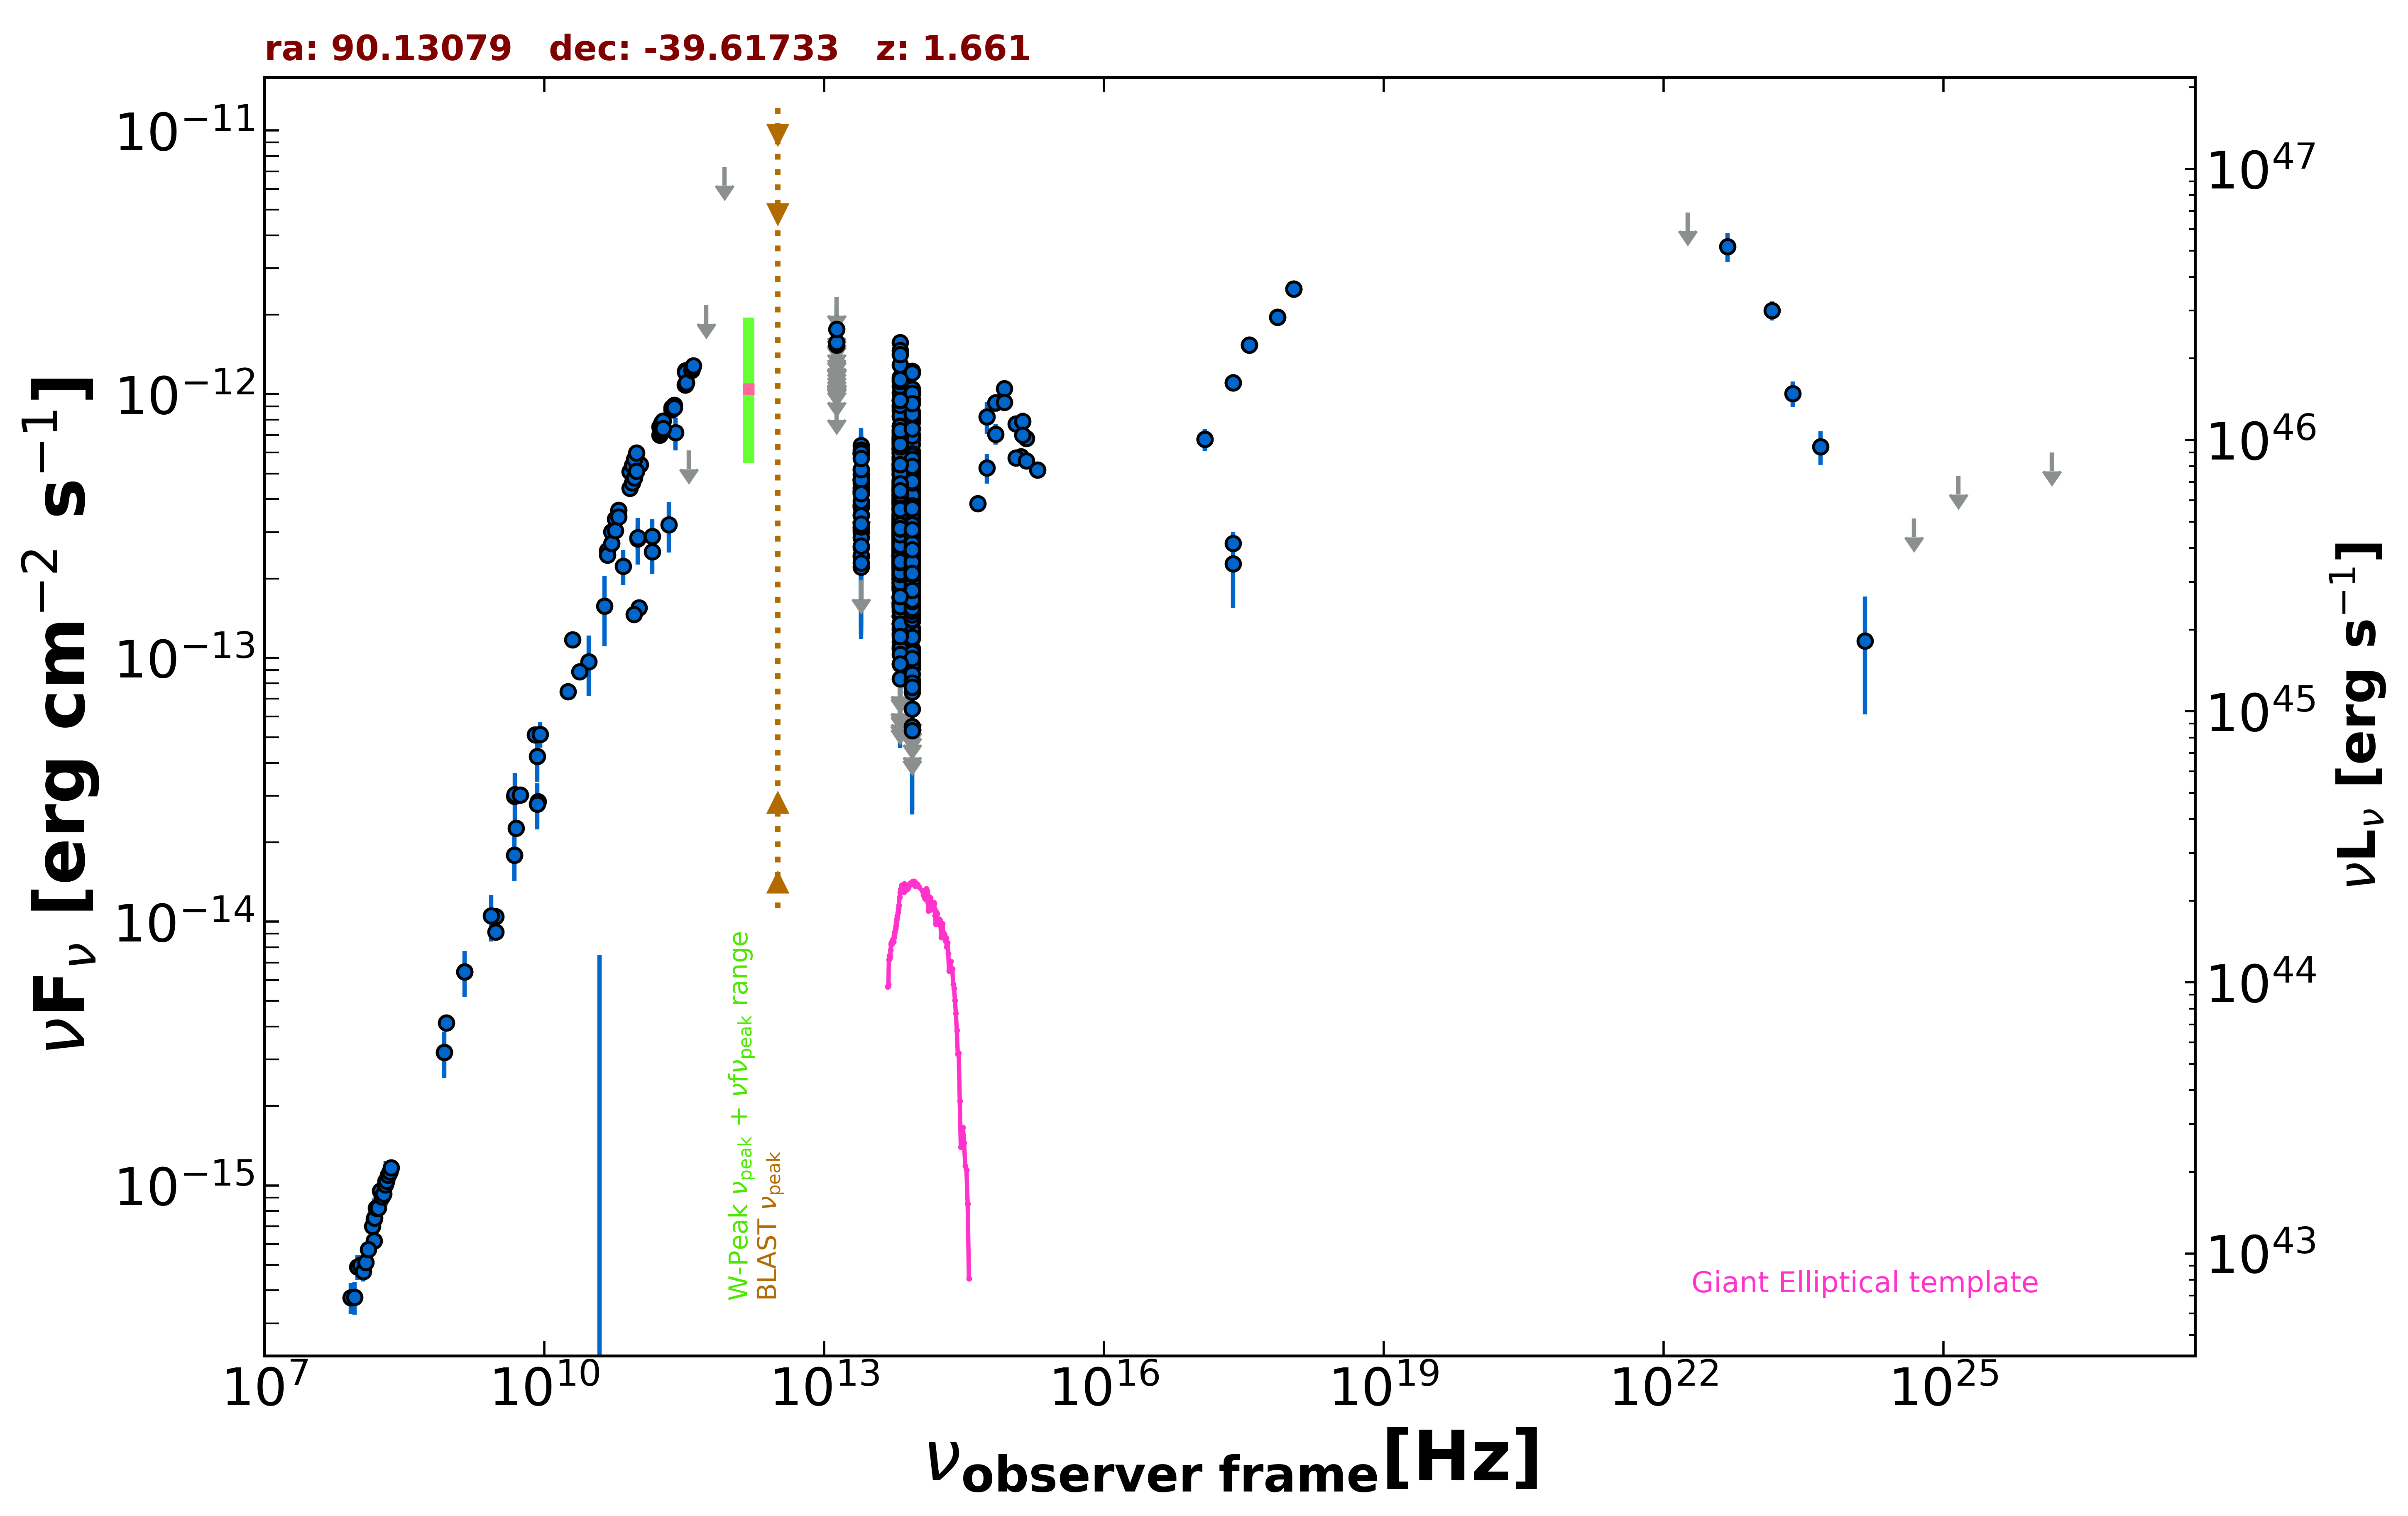 ra: 90.13079 dec: -39.61733 z: 1.661
νF_ν [erg cm^−2 s^−1]
10^−11
10^−12
10^−13
10^−14
10^−15
10^47
10^46
10^45
10^44
10^43
νL_ν [erg s^−1]
W-Peak ν_peak + νfν_peak range
BLAST ν_peak
Giant Elliptical template
10^7 10^10 10^13 10^16 10^19 10^22 10^25
ν_observer frame [Hz]